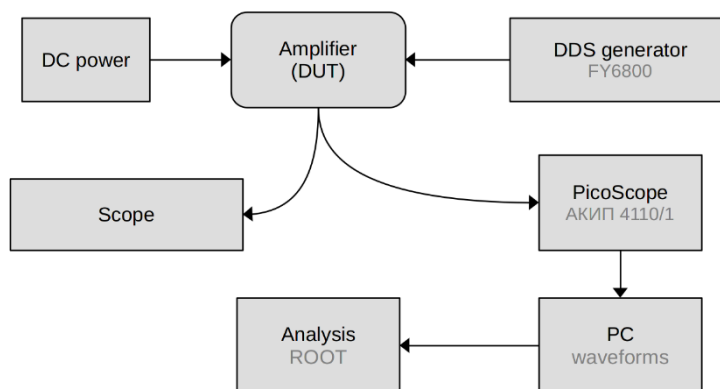 DC power
Amplifier
(DUT)
DDS generator
FY6800
Scope
PicoScope
АКИП 4110/1
Analysis
ROOT
PC
waveforms